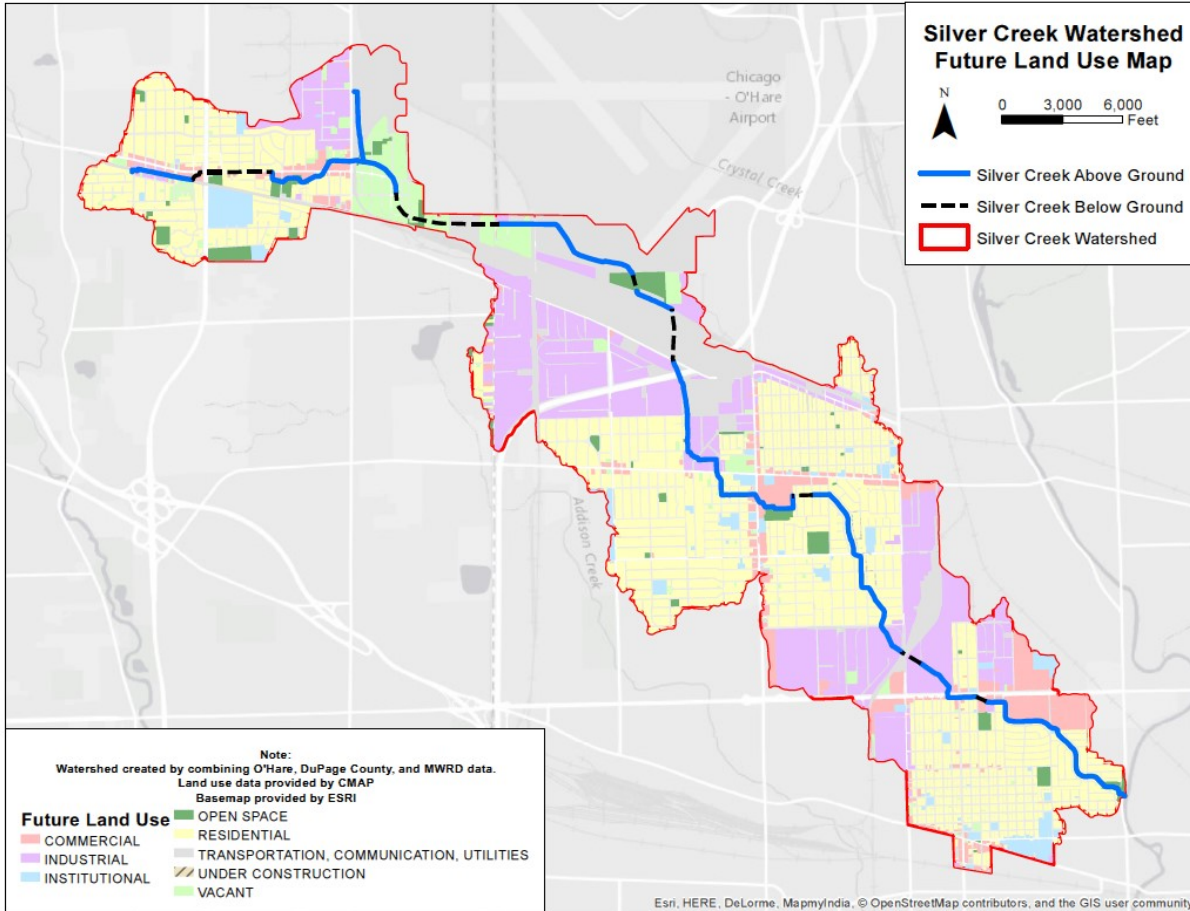 Silver Creek Watershed
Future Land Use Map
N
0 3,000 6,000
Feet
Silver Creek Above Ground
Silver Creek Below Ground
Silver Creek Watershed
Chicago
- O'Hare
Airport
Crystal Creek
Addison Creek
Note:
Watershed created by combining O'Hare, DuPage County, and MWRD data.
Land use data provided by CMAP
Basemap provided by ESRI
Future Land Use
COMMERCIAL
INDUSTRIAL
INSTITUTIONAL
OPEN SPACE
RESIDENTIAL
TRANSPORTATION, COMMUNICATION, UTILITIES
UNDER CONSTRUCTION
VACANT
Esri, HERE, DeLorme, MapmyIndia, © OpenStreetMap contributors, and the GIS user community